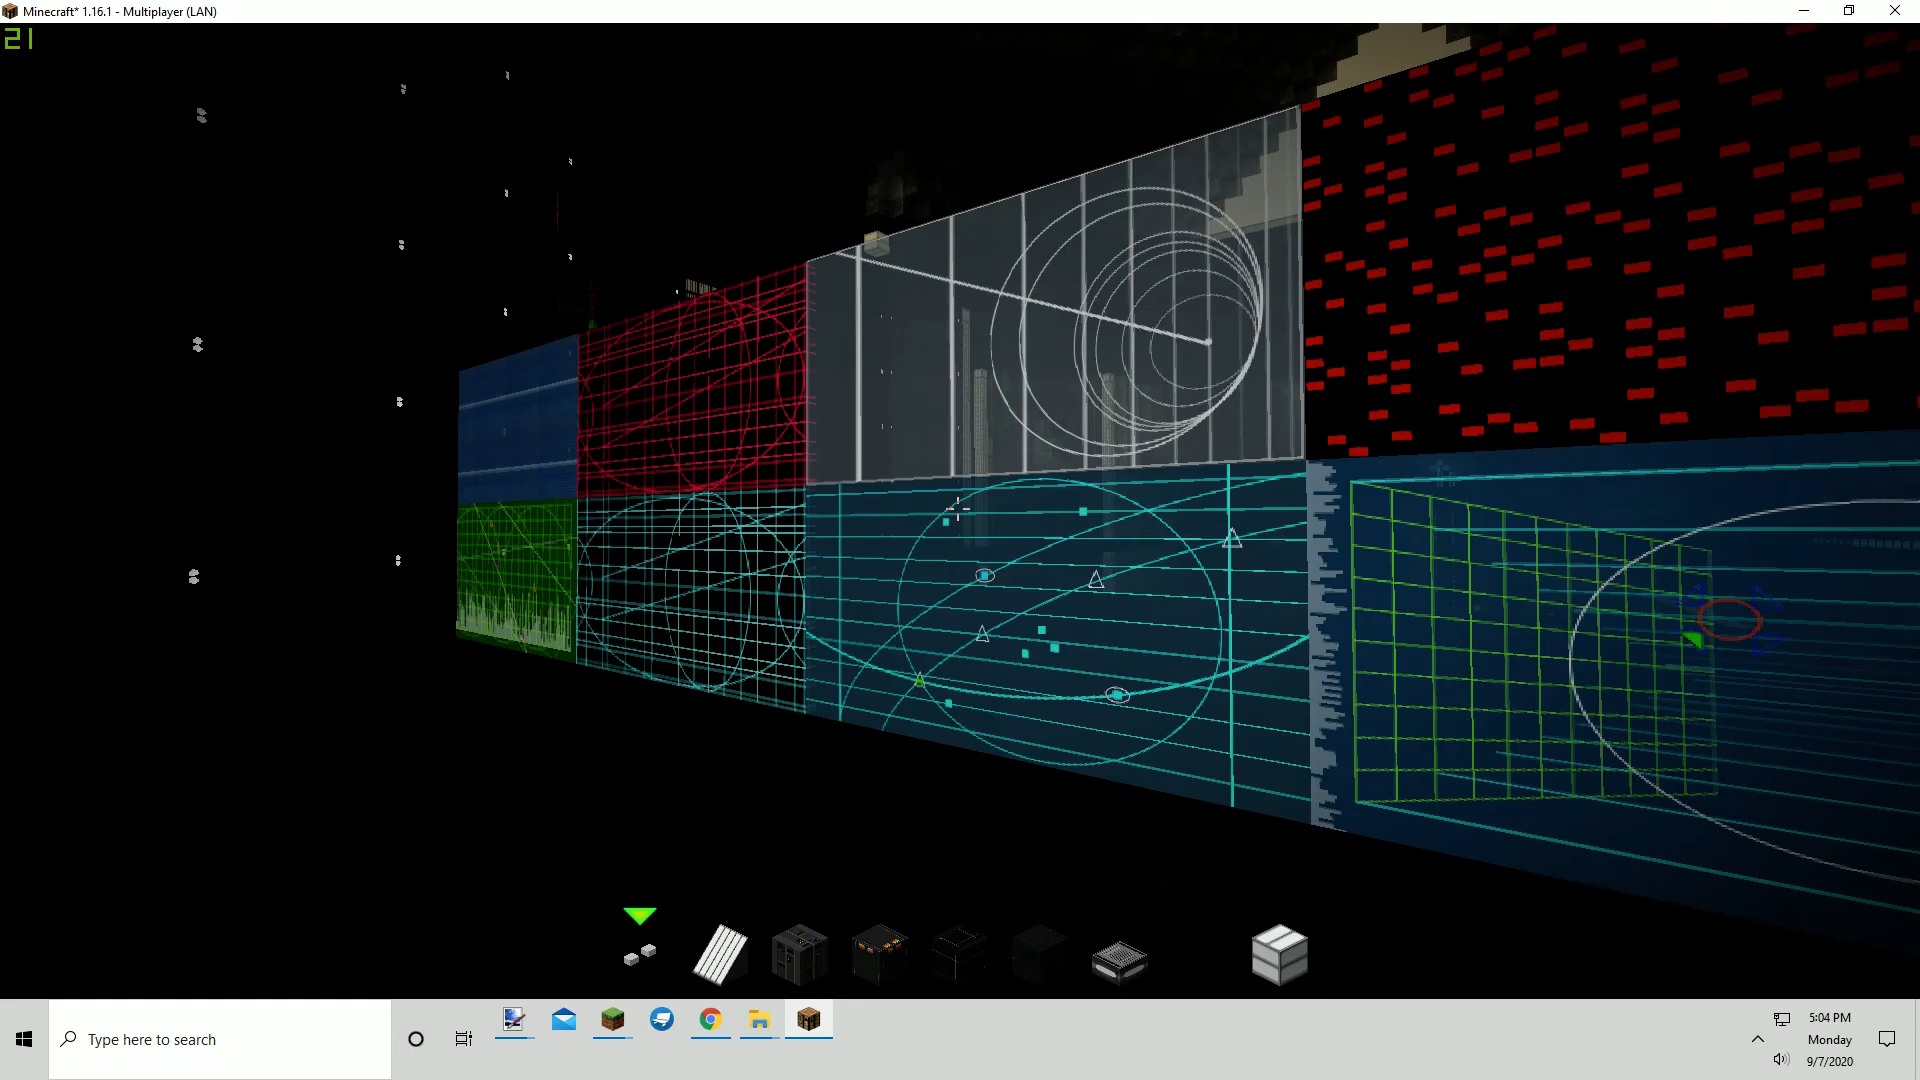 Minecraft* 1.16.1 - Multiplayer (LAN)
21
Type here to search
5:04 PM
Monday
9/7/2020